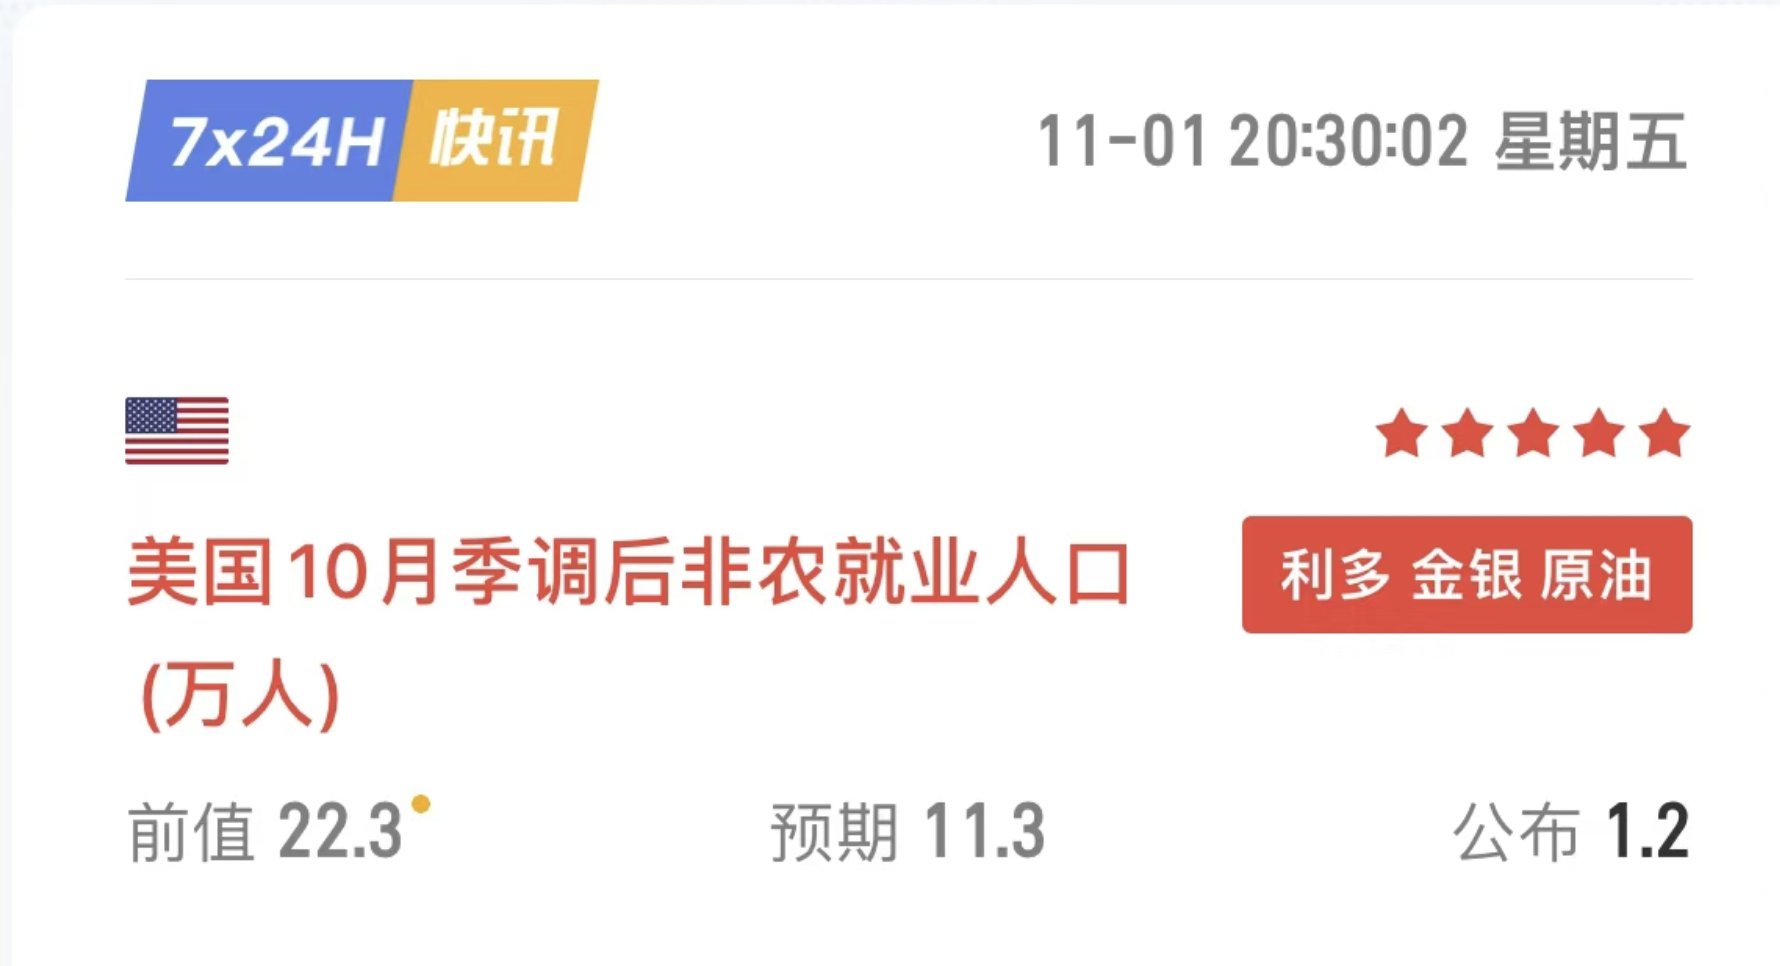 7x24H 快讯
11-01 20:30:02 星期五
美国10月季调后非农就业人口
(万人)
利多 金银 原油
前值 22.3
预期 11.3
公布 1.2